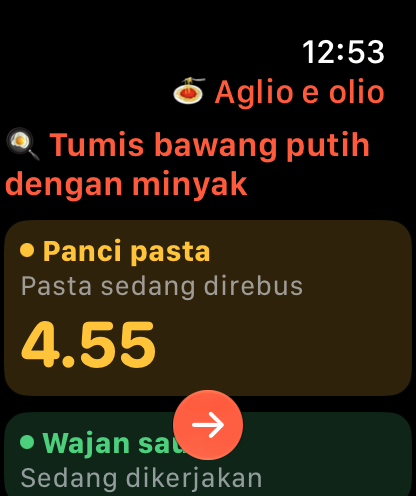 12:53
Aglio e olio
Tumis bawang putih
dengan minyak
Panci pasta
Pasta sedang direbus
4.55
Wajan
Sedang dikerjakan